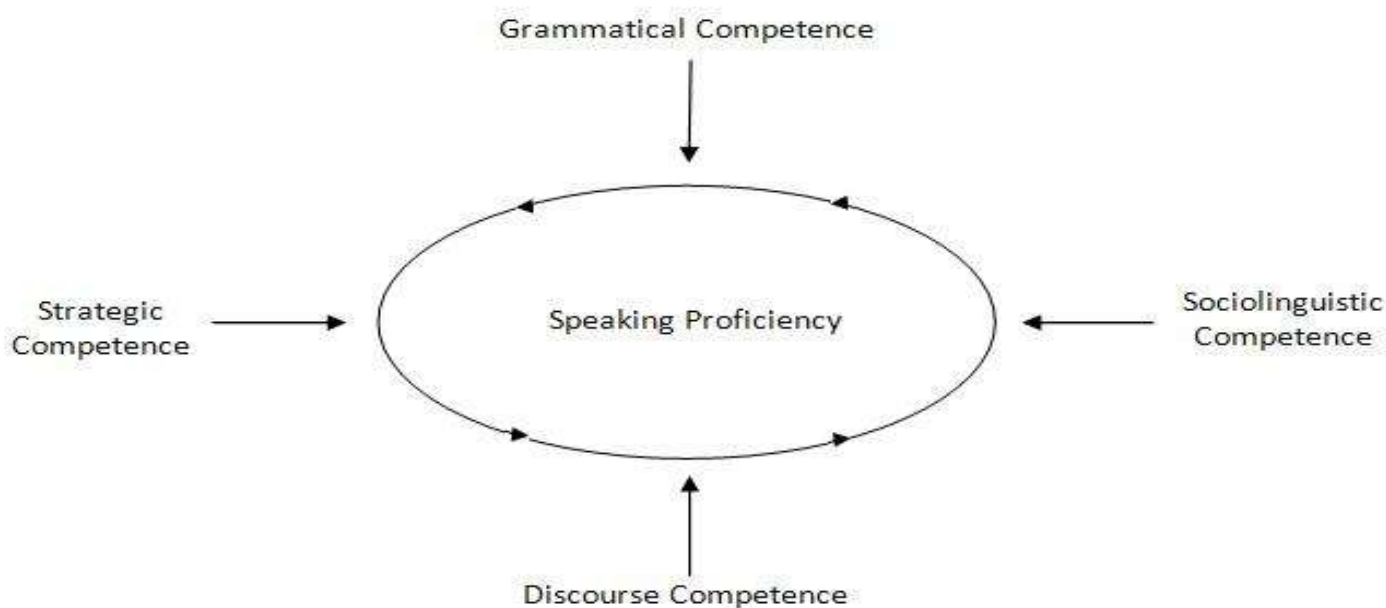 Grammatical Competence
Strategic
Competence
Speaking Proficiency
Sociolinguistic
Competence
Discourse Competence